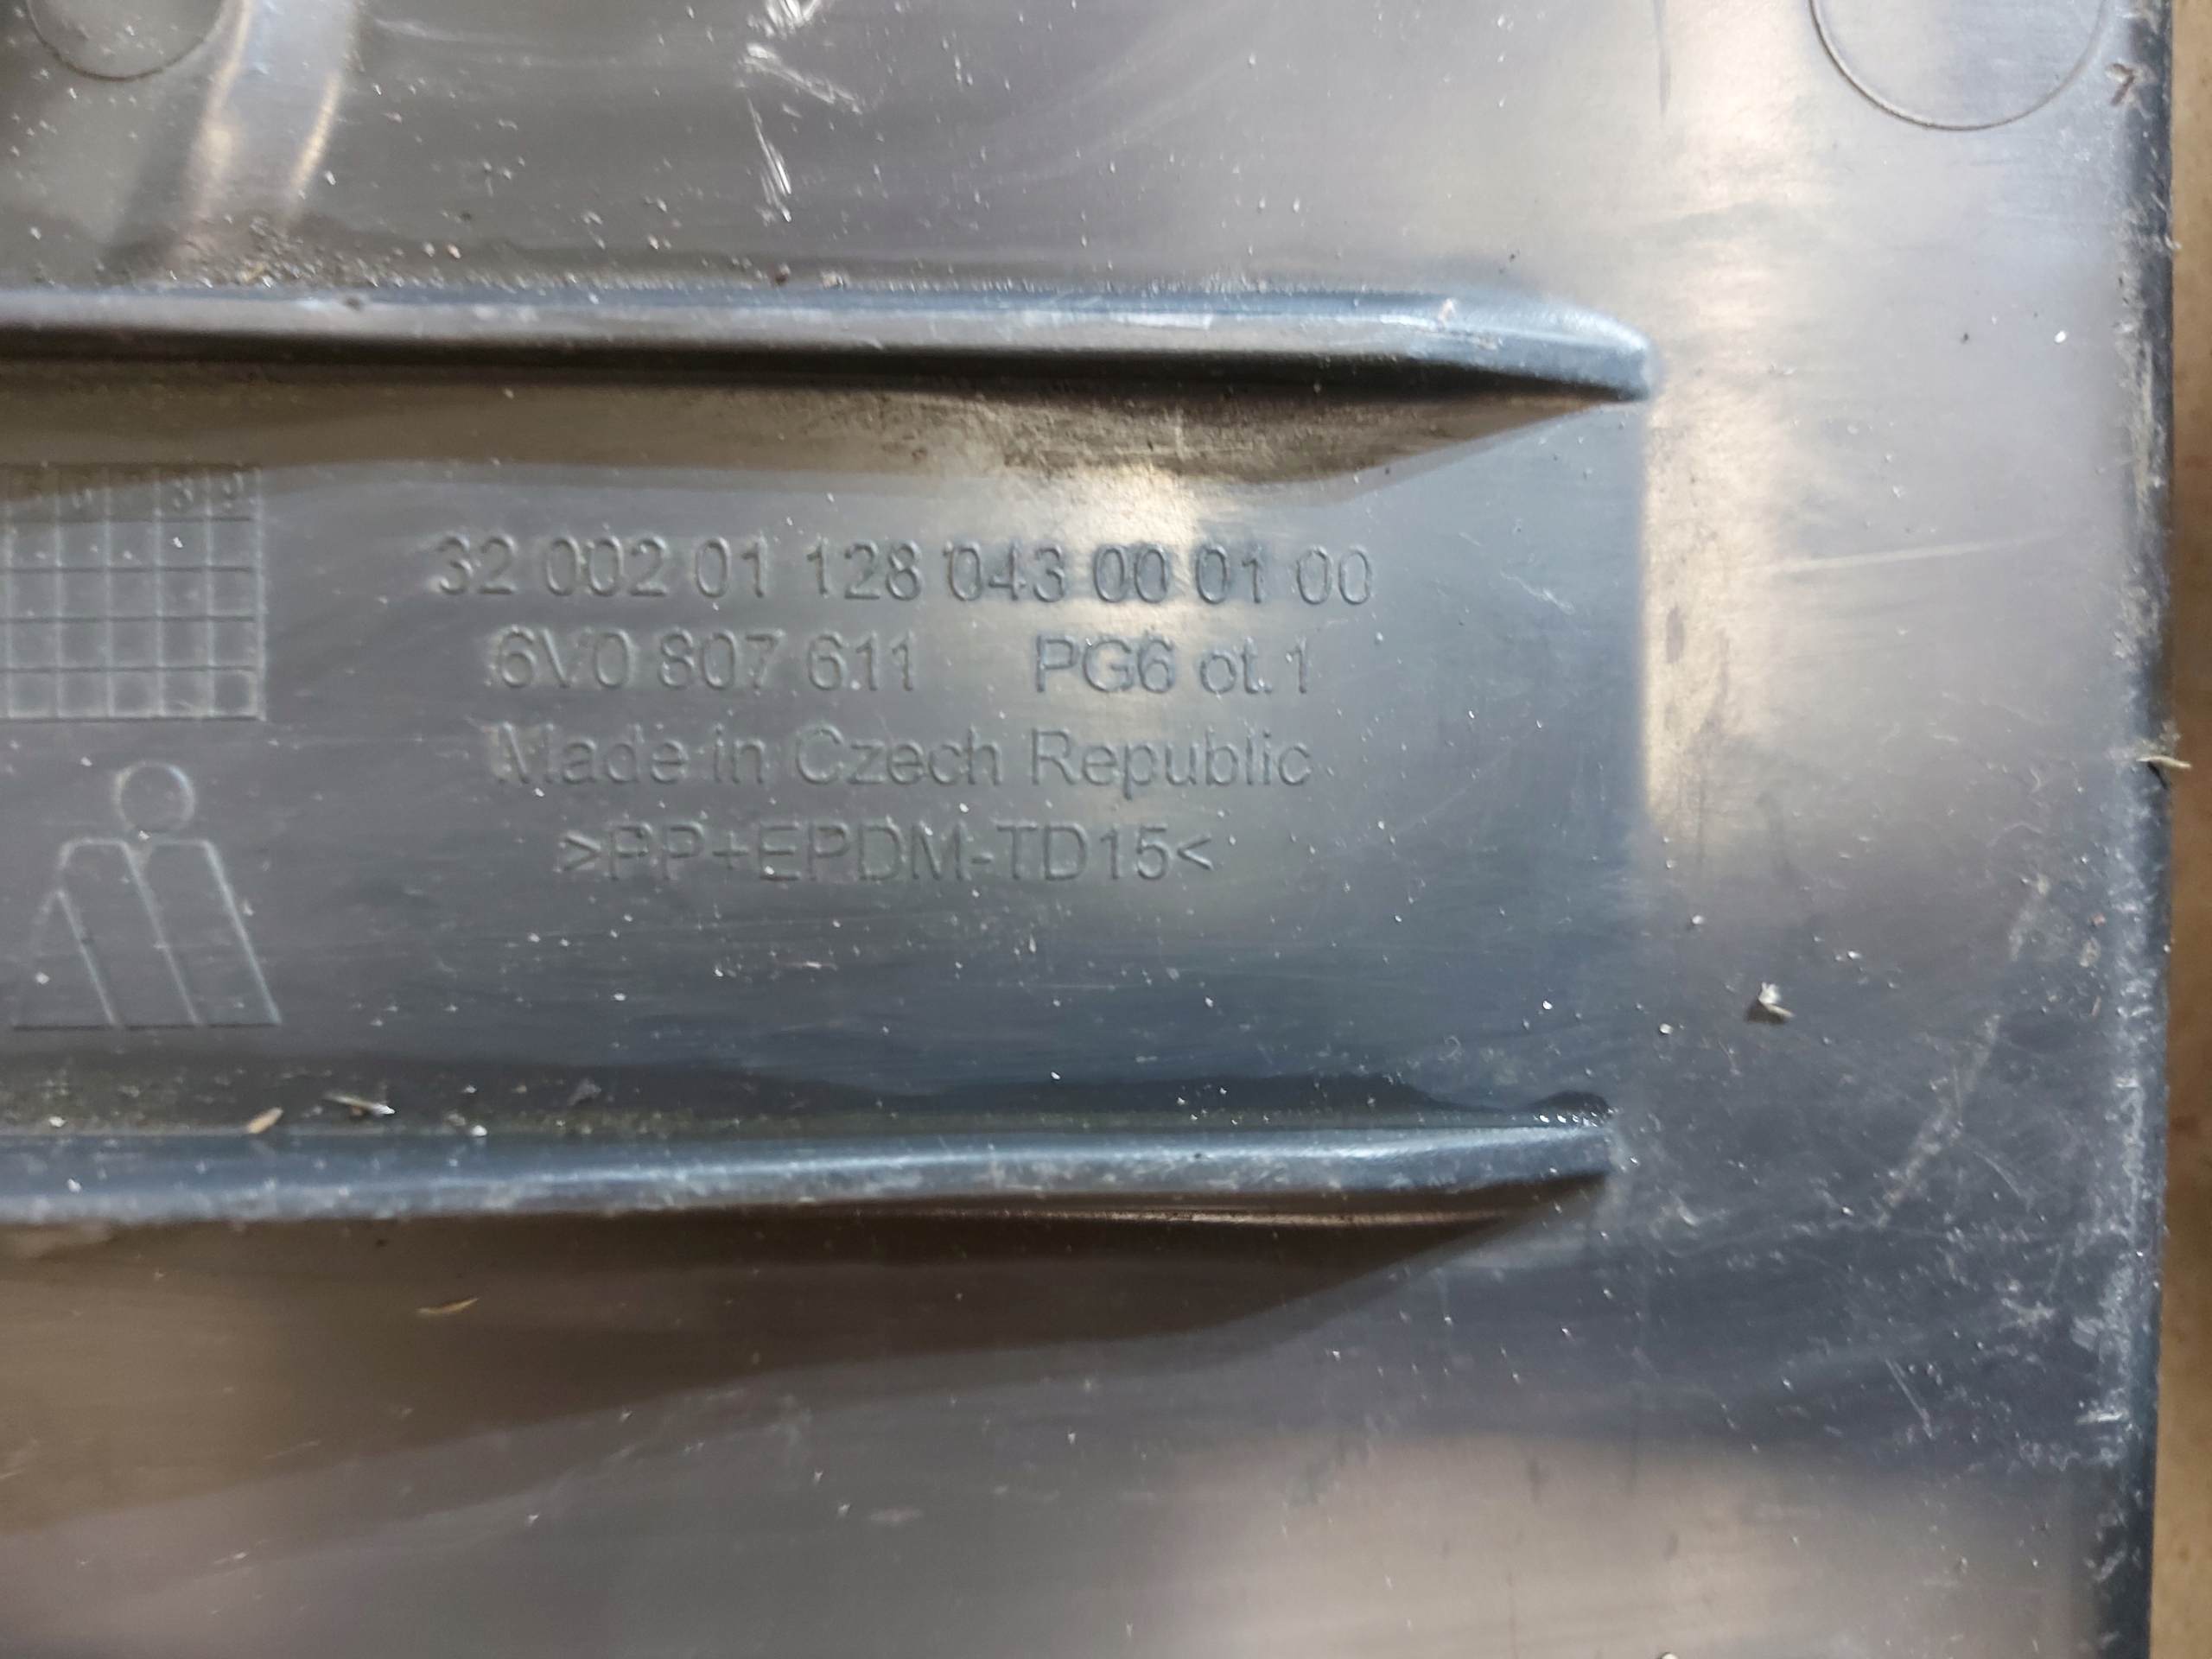 32 002 01 128 043 00 01 00
6V0 807 611 PG6 ot.1
Made in Czech Republic
>PP+EPDM-TD15<